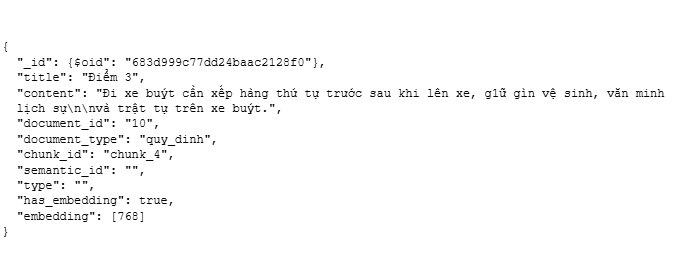 {
"_id": {$oid": "683d999c77dd24baac2128f0"},
"title": "Điểm 3",
"content": "Đi xe buýt cần xếp hàng thứ tự trước sau khi lên xe, g1ữ gìn vệ sinh, văn minh
lịch sự\n\nvà trật tự trên xe buýt.",
"document_id": "10",
"document_type": "quy_dinh",
"chunk_id": "chunk_4",
"semantic_id": "",
"type": "",
"has_embedding": true,
"embedding": [768]
}